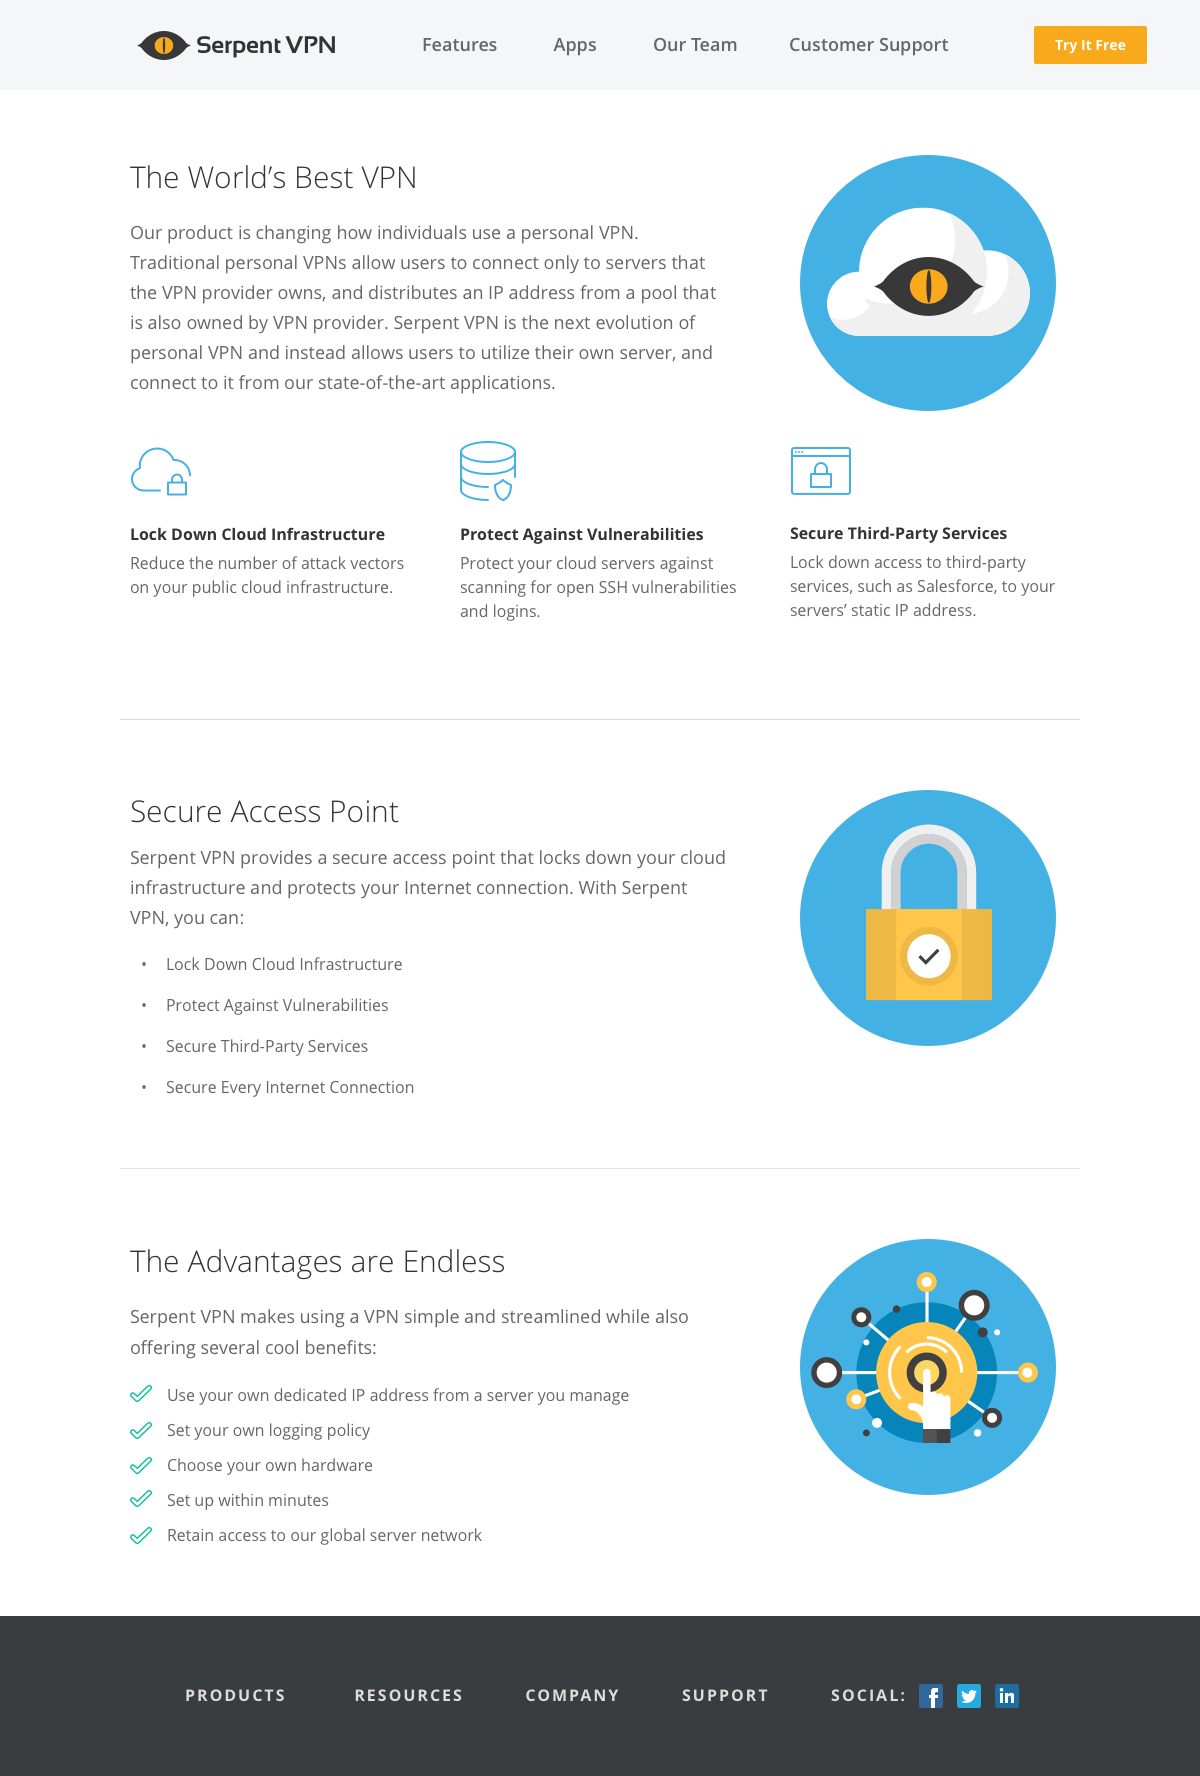 Serpent VPN
Features
Apps
Our Team
Customer Support
Try It Free
The World’s Best VPN
Our product is changing how individuals use a personal VPN.
Traditional personal VPNs allow users to connect only to servers that
the VPN provider owns, and distributes an IP address from a pool that
is also owned by VPN provider. Serpent VPN is the next evolution of
personal VPN and instead allows users to utilize their own server, and
connect to it from our state-of-the-art applications.
Lock Down Cloud Infrastructure
Reduce the number of attack vectors
on your public cloud infrastructure.
Protect Against Vulnerabilities
Protect your cloud servers against
scanning for open SSH vulnerabilities
and logins.
Secure Third-Party Services
Lock down access to third-party
services, such as Salesforce, to your
servers’ static IP address.
Secure Access Point
Serpent VPN provides a secure access point that locks down your cloud
infrastructure and protects your Internet connection. With Serpent
VPN, you can:
• Lock Down Cloud Infrastructure
• Protect Against Vulnerabilities
• Secure Third-Party Services
• Secure Every Internet Connection
The Advantages are Endless
Serpent VPN makes using a VPN simple and streamlined while also
offering several cool benefits:
Use your own dedicated IP address from a server you manage
Set your own logging policy
Choose your own hardware
Set up within minutes
Retain access to our global server network
PRODUCTS
RESOURCES
COMPANY
SUPPORT
SOCIAL: